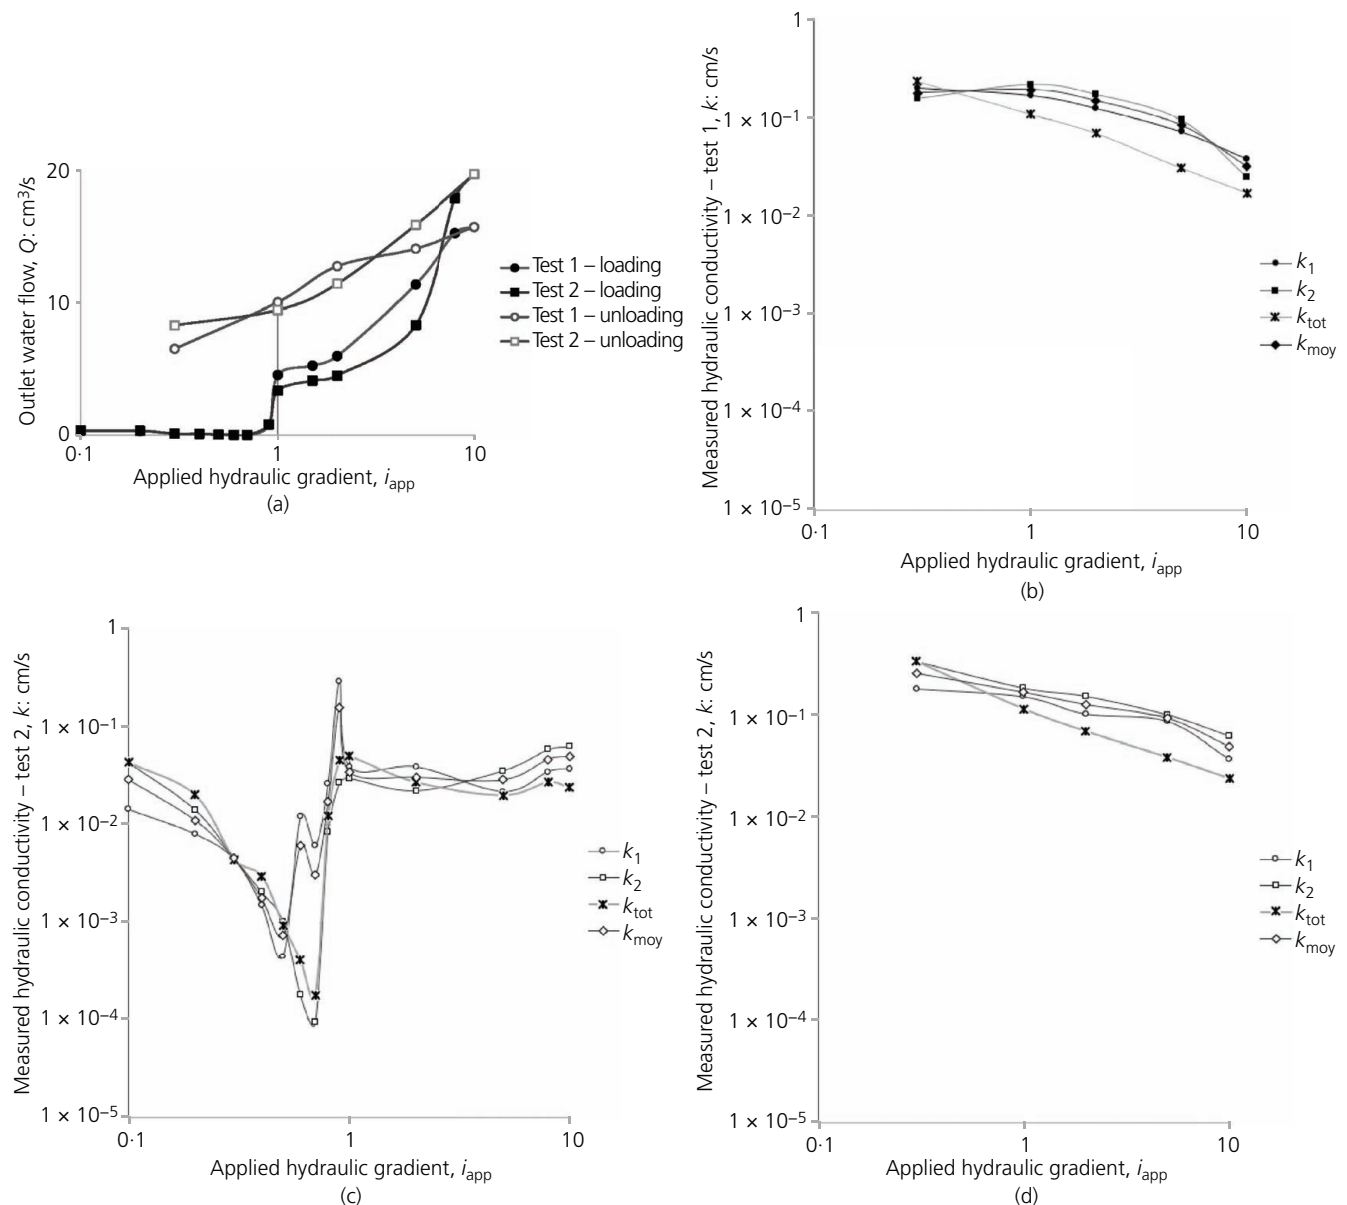 20
10
0
0·1
1
10
Outlet water flow, Q: cm³/s
Applied hydraulic gradient, iapp
(a)
Test 1 – loading
Test 2 – loading
Test 1 – unloading
Test 2 – unloading
1
1 × 10–1
1 × 10–2
1 × 10–3
1 × 10–4
1 × 10–5
0·1
1
10
Measured hydraulic conductivity – test 1, k: cm/s
Applied hydraulic gradient, iapp
(b)
k1
k2
ktot
kmoy
1
1 × 10–1
1 × 10–2
1 × 10–3
1 × 10–4
1 × 10–5
0·1
1
10
Measured hydraulic conductivity – test 2, k: cm/s
Applied hydraulic gradient, iapp
(c)
k1
k2
ktot
kmoy
1
1 × 10–1
1 × 10–2
1 × 10–3
1 × 10–4
1 × 10–5
0·1
1
10
Measured hydraulic conductivity – test 2, k: cm/s
Applied hydraulic gradient, iapp
(d)
k1
k2
ktot
kmoy